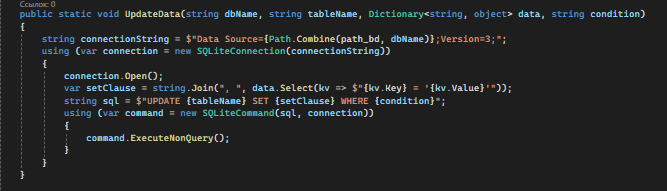 Ссылок: 0
public static void UpdateData(string dbName, string tableName, Dictionary<string, object> data, string condition)
{
string connectionString = $"Data Source={Path.Combine(path_bd, dbName)};Version=3;";
using (var connection = new SQLiteConnection(connectionString))
{
connection.Open();
var setClause = string.Join(", ", data.Select(kv => $"{kv.Key} = '{kv.Value}'"));
string sql = $"UPDATE {tableName} SET {setClause} WHERE {condition}";
using (var command = new SQLiteCommand(sql, connection))
{
command.ExecuteNonQuery();
}
}
}